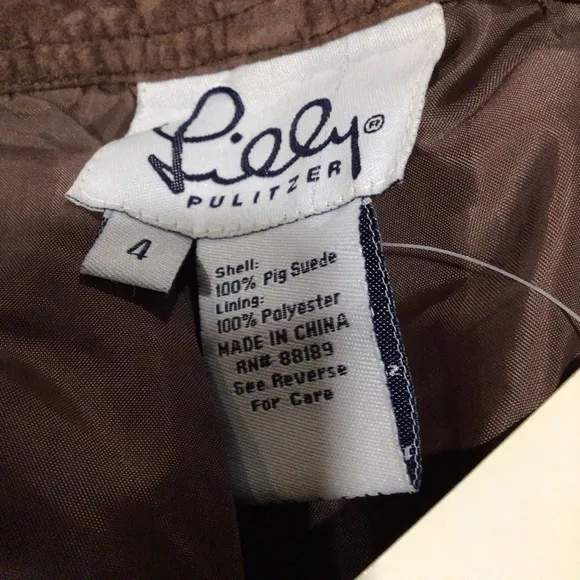 Lilly®
PULITZER
4
Shell:
100% Pig Suede
Lining:
100% Polyester
MADE IN CHINA
RN# 88189
See Reverse
For Care